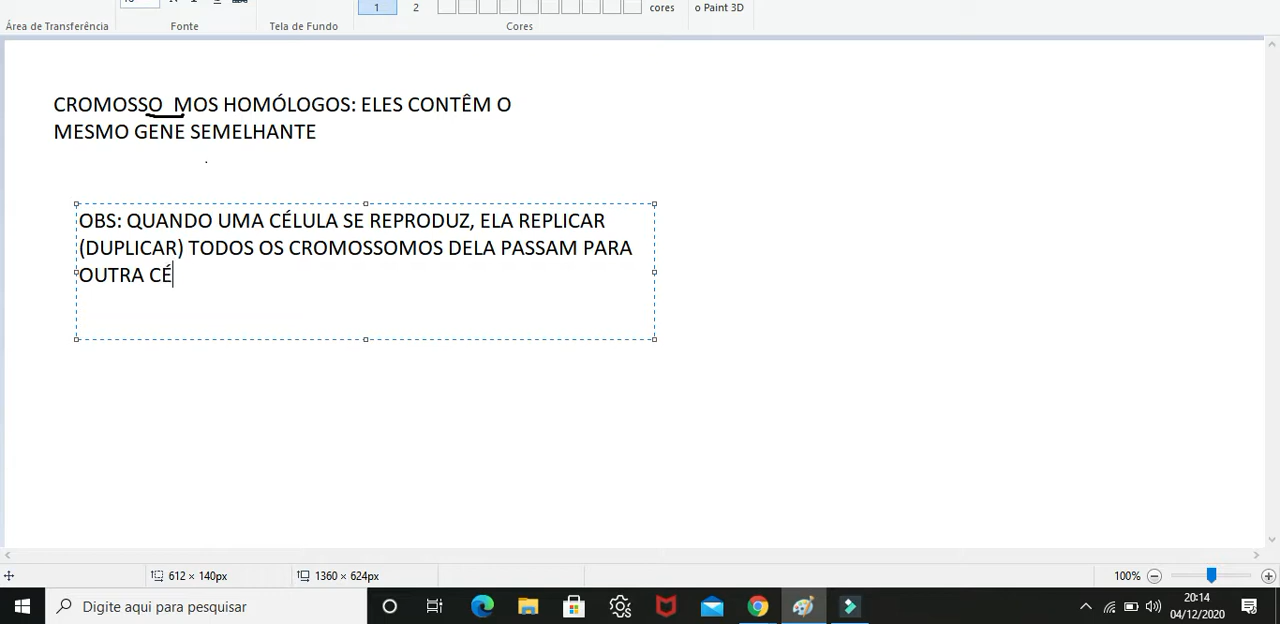 1
2
cores
o Paint 3D
Área de Transferência
Fonte
Tela de Fundo
Cores
CROMOSSO MOS HOMÓLOGOS: ELES CONTÊM O
MESMO GENE SEMELHANTE
OBS: QUANDO UMA CÉLULA SE REPRODUZ, ELA REPLICAR
(DUPLICAR) TODOS OS CROMOSSOMOS DELA PASSAM PARA
OUTRA CÉ
612 × 140px
1360 × 624px
100%
Digite aqui para pesquisar
20:14
04/12/2020